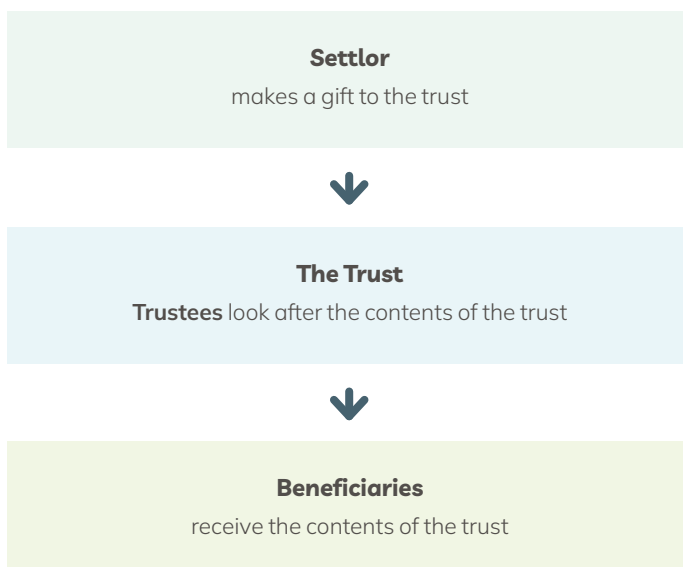 Settlor
makes a gift to the trust
The Trust
Trustees look after the contents of the trust
Beneficiaries
receive the contents of the trust